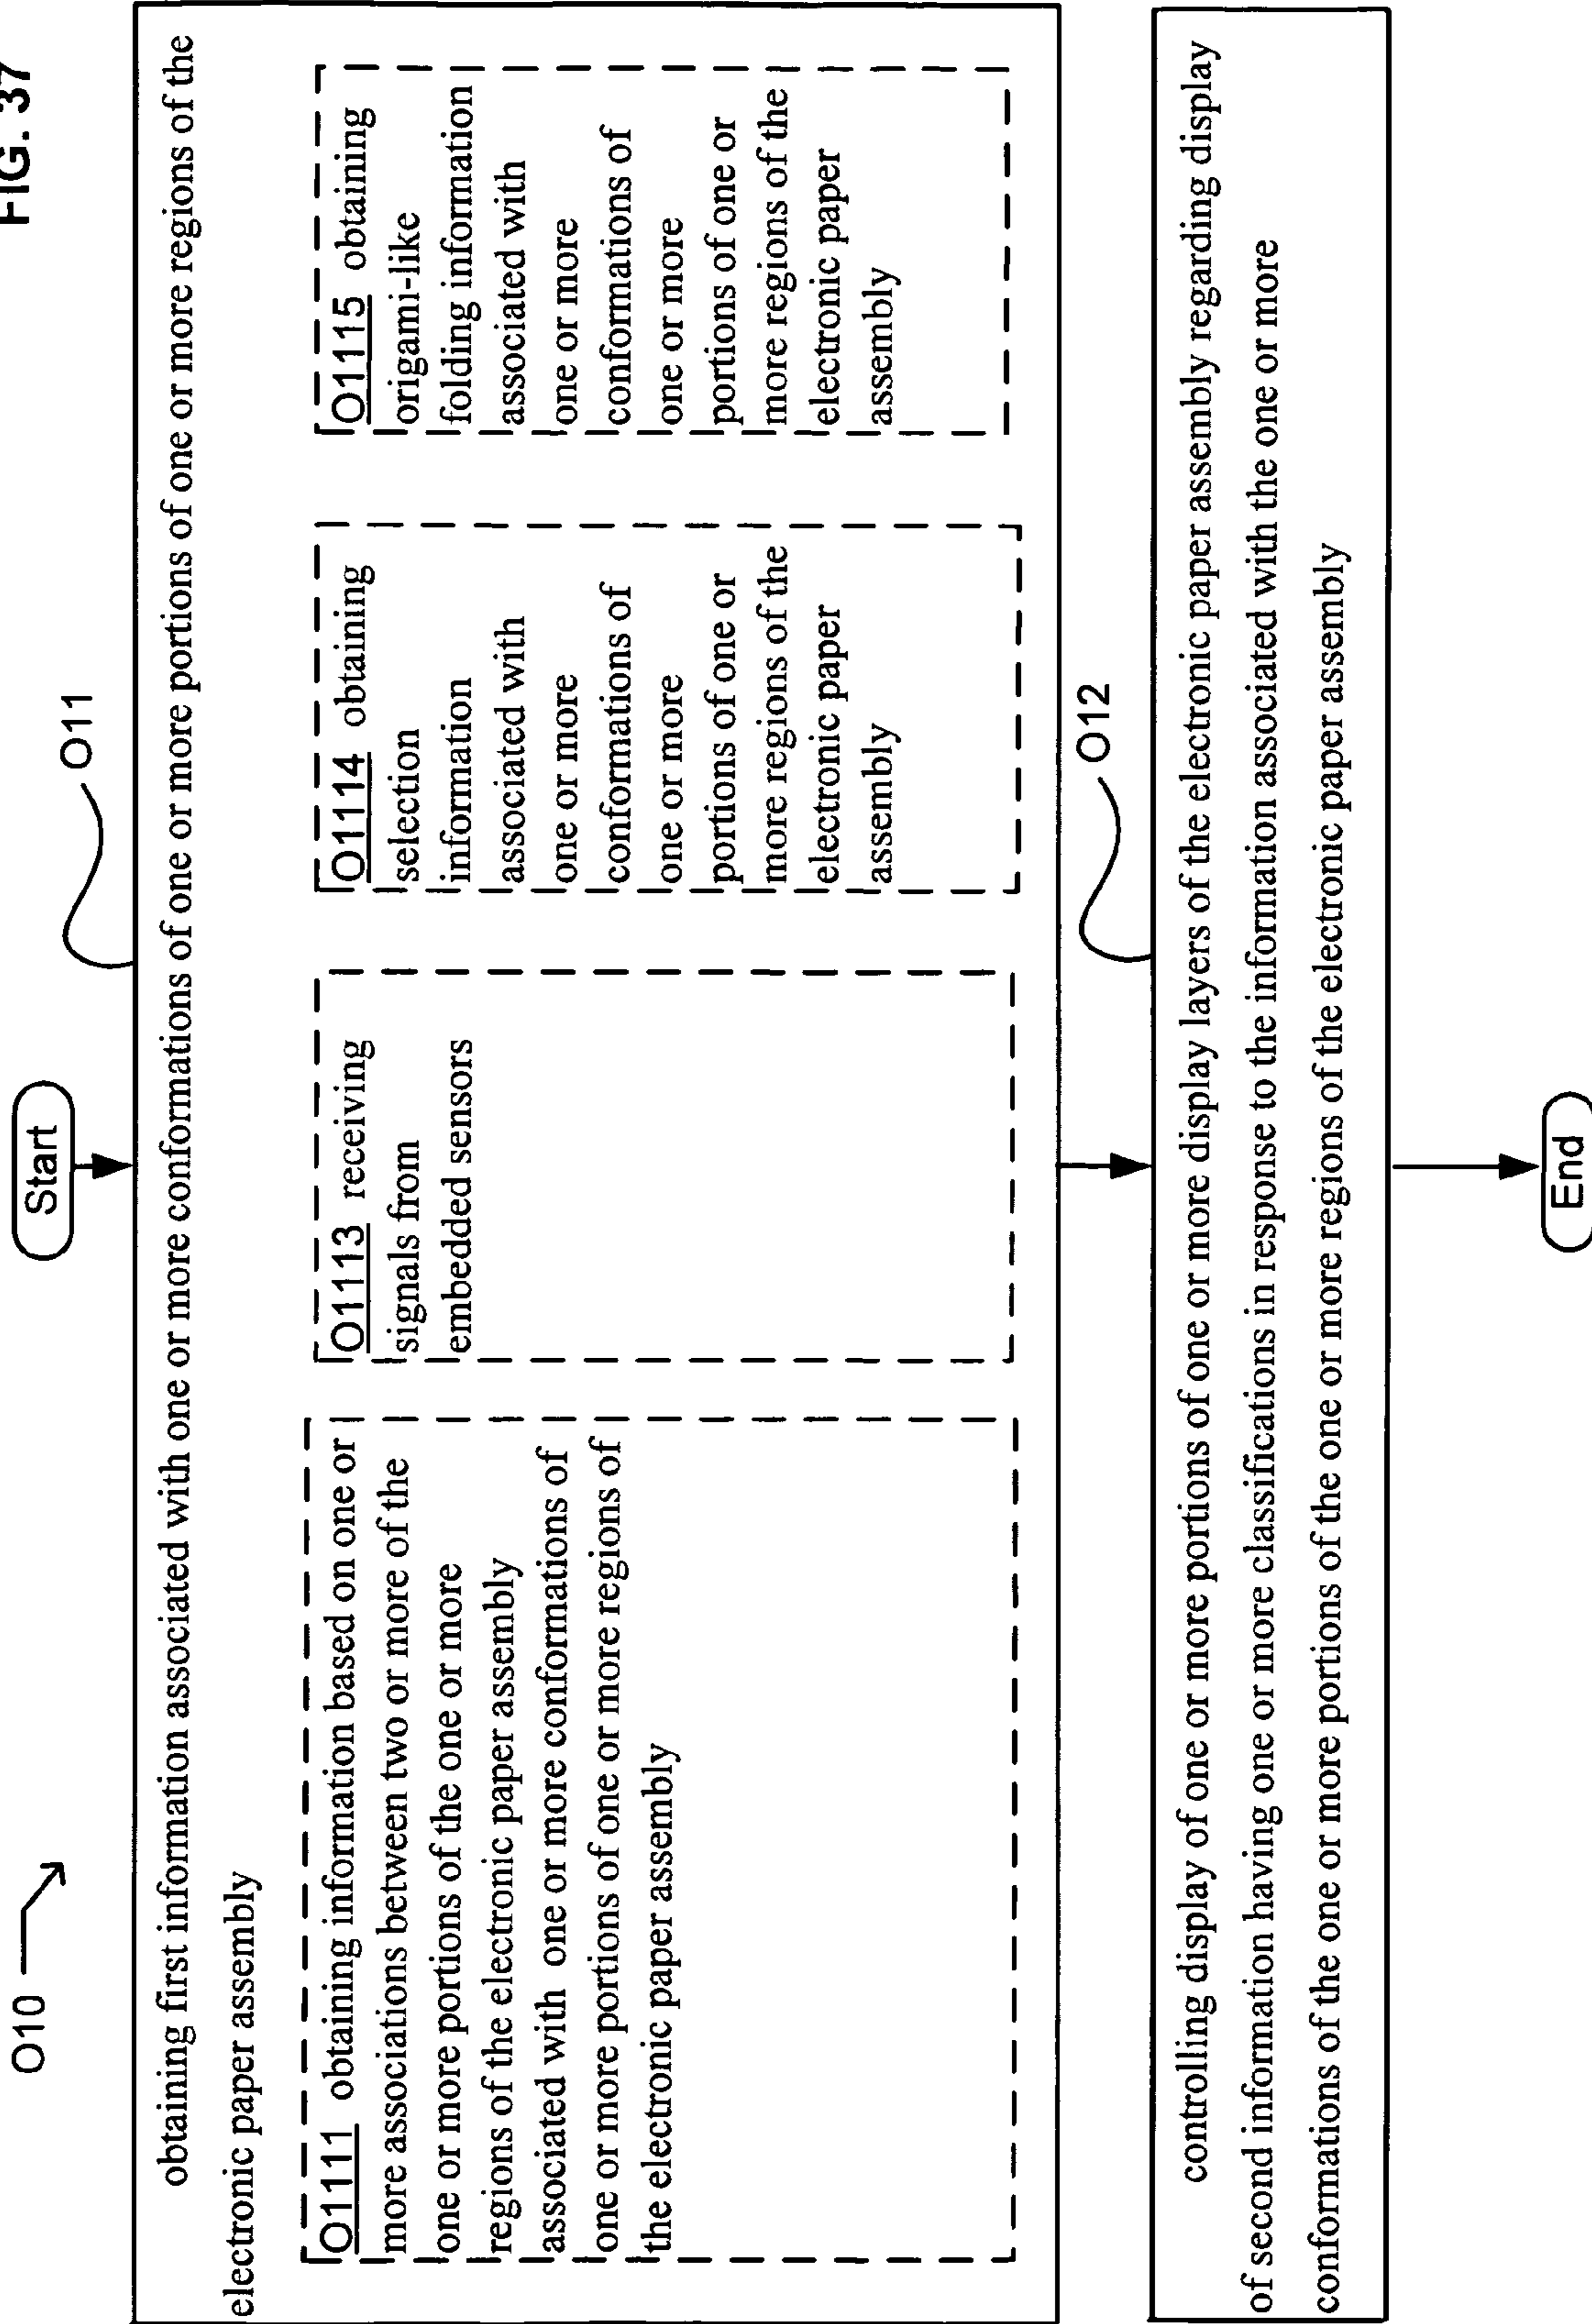 FIG. 37
O10
Start
O11
obtaining first information associated with one or more conformations of one or more portions of one or more regions of the
electronic paper assembly
O1111 obtaining information based on one or
more associations between two or more of the
one or more portions of the one or more
regions of the electronic paper assembly
associated with one or more conformations of
one or more portions of one or more regions of
the electronic paper assembly
O1113 receiving
signals from
embedded sensors
O1114 obtaining
selection
information
associated with
one or more
conformations of
one or more
portions of one or
more regions of the
electronic paper
assembly
O1115 obtaining
origami-like
folding information
associated with
one or more
conformations of
one or more
portions of one or
more regions of the
electronic paper
assembly
O12
controlling display of one or more portions of one or more display layers of the electronic paper assembly regarding display
of second information having one or more classifications in response to the information associated with the one or more
conformations of the one or more portions of the one or more regions of the electronic paper assembly
End